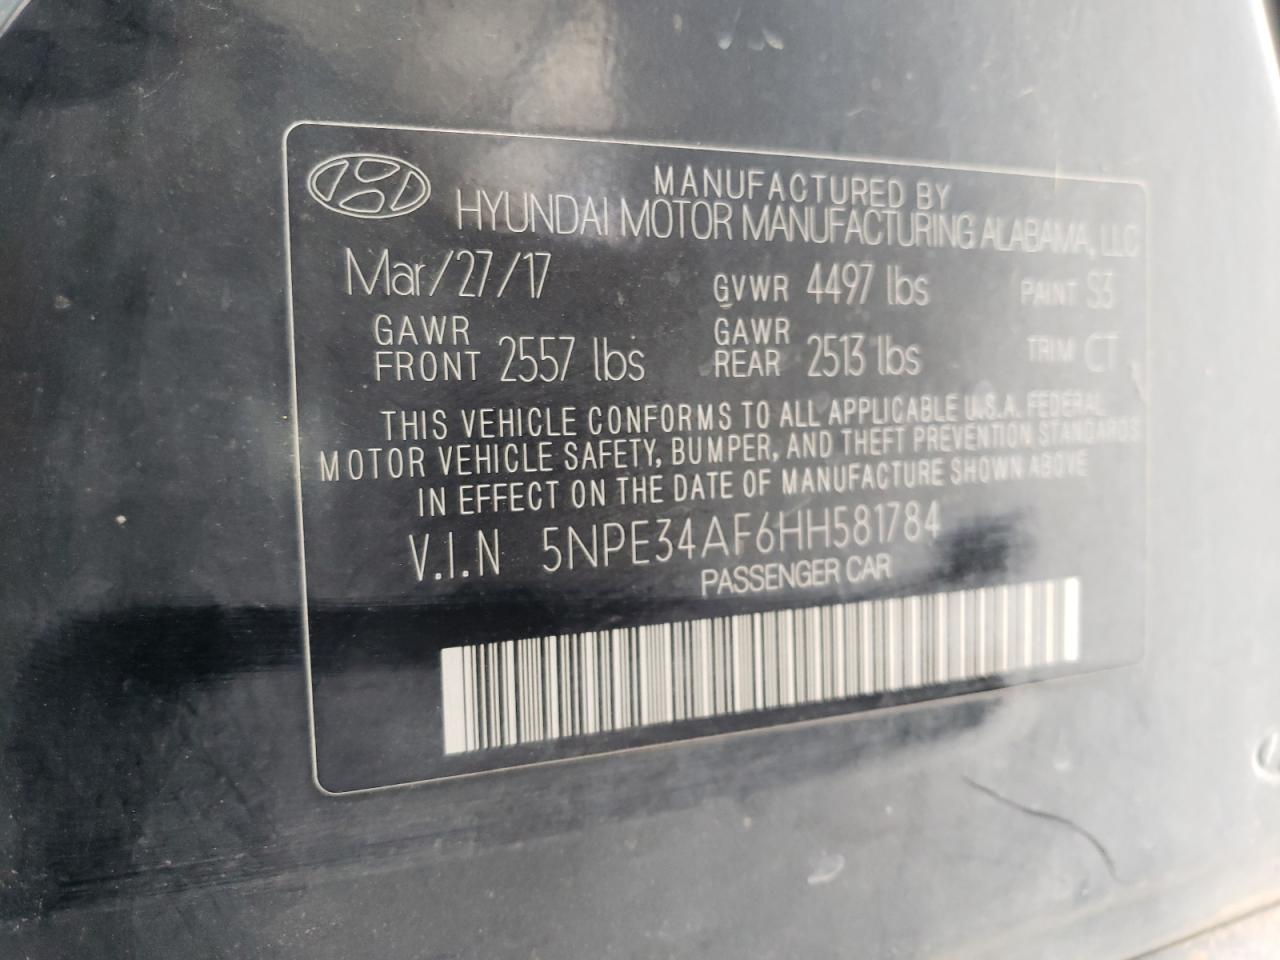 MANUFACTURED BY
HYUNDAI MOTOR MANUFACTURING ALABAMA, LLC
Mar/27/17 GVWR 4497 lbs PAINT S3
GAWR FRONT 2557 lbs GAWR REAR 2513 lbs TRIM CT
THIS VEHICLE CONFORMS TO ALL APPLICABLE U.S.A. FEDERAL
MOTOR VEHICLE SAFETY, BUMPER, AND THEFT PREVENTION STANDARDS
IN EFFECT ON THE DATE OF MANUFACTURE SHOWN ABOVE
V.I.N 5NPE34AF6HH581784
PASSENGER CAR